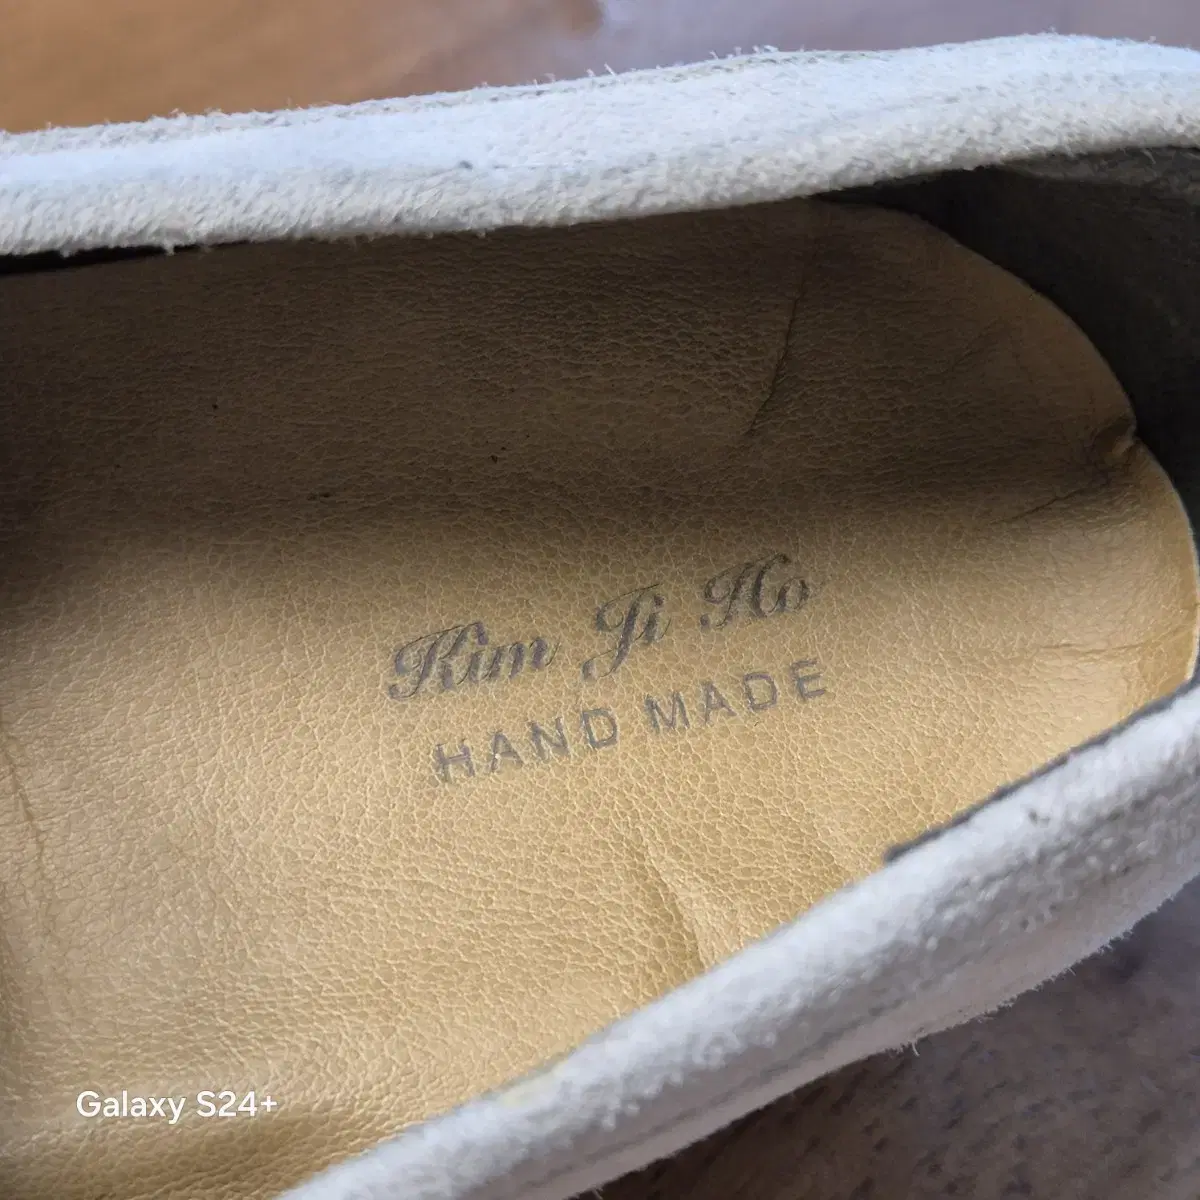 Kim Ji Ho
HAND MADE
Galaxy S24+